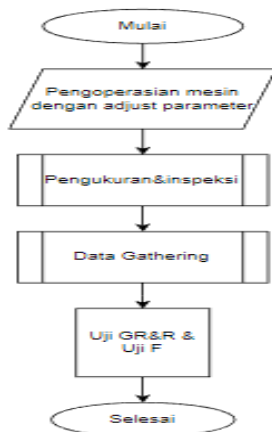 Mulai
Pengoperasian mesin
dengan adjust parameter
Pengukuran&inspeksi
Data Gathering
Uji GR&R &
Uji F
Selesai